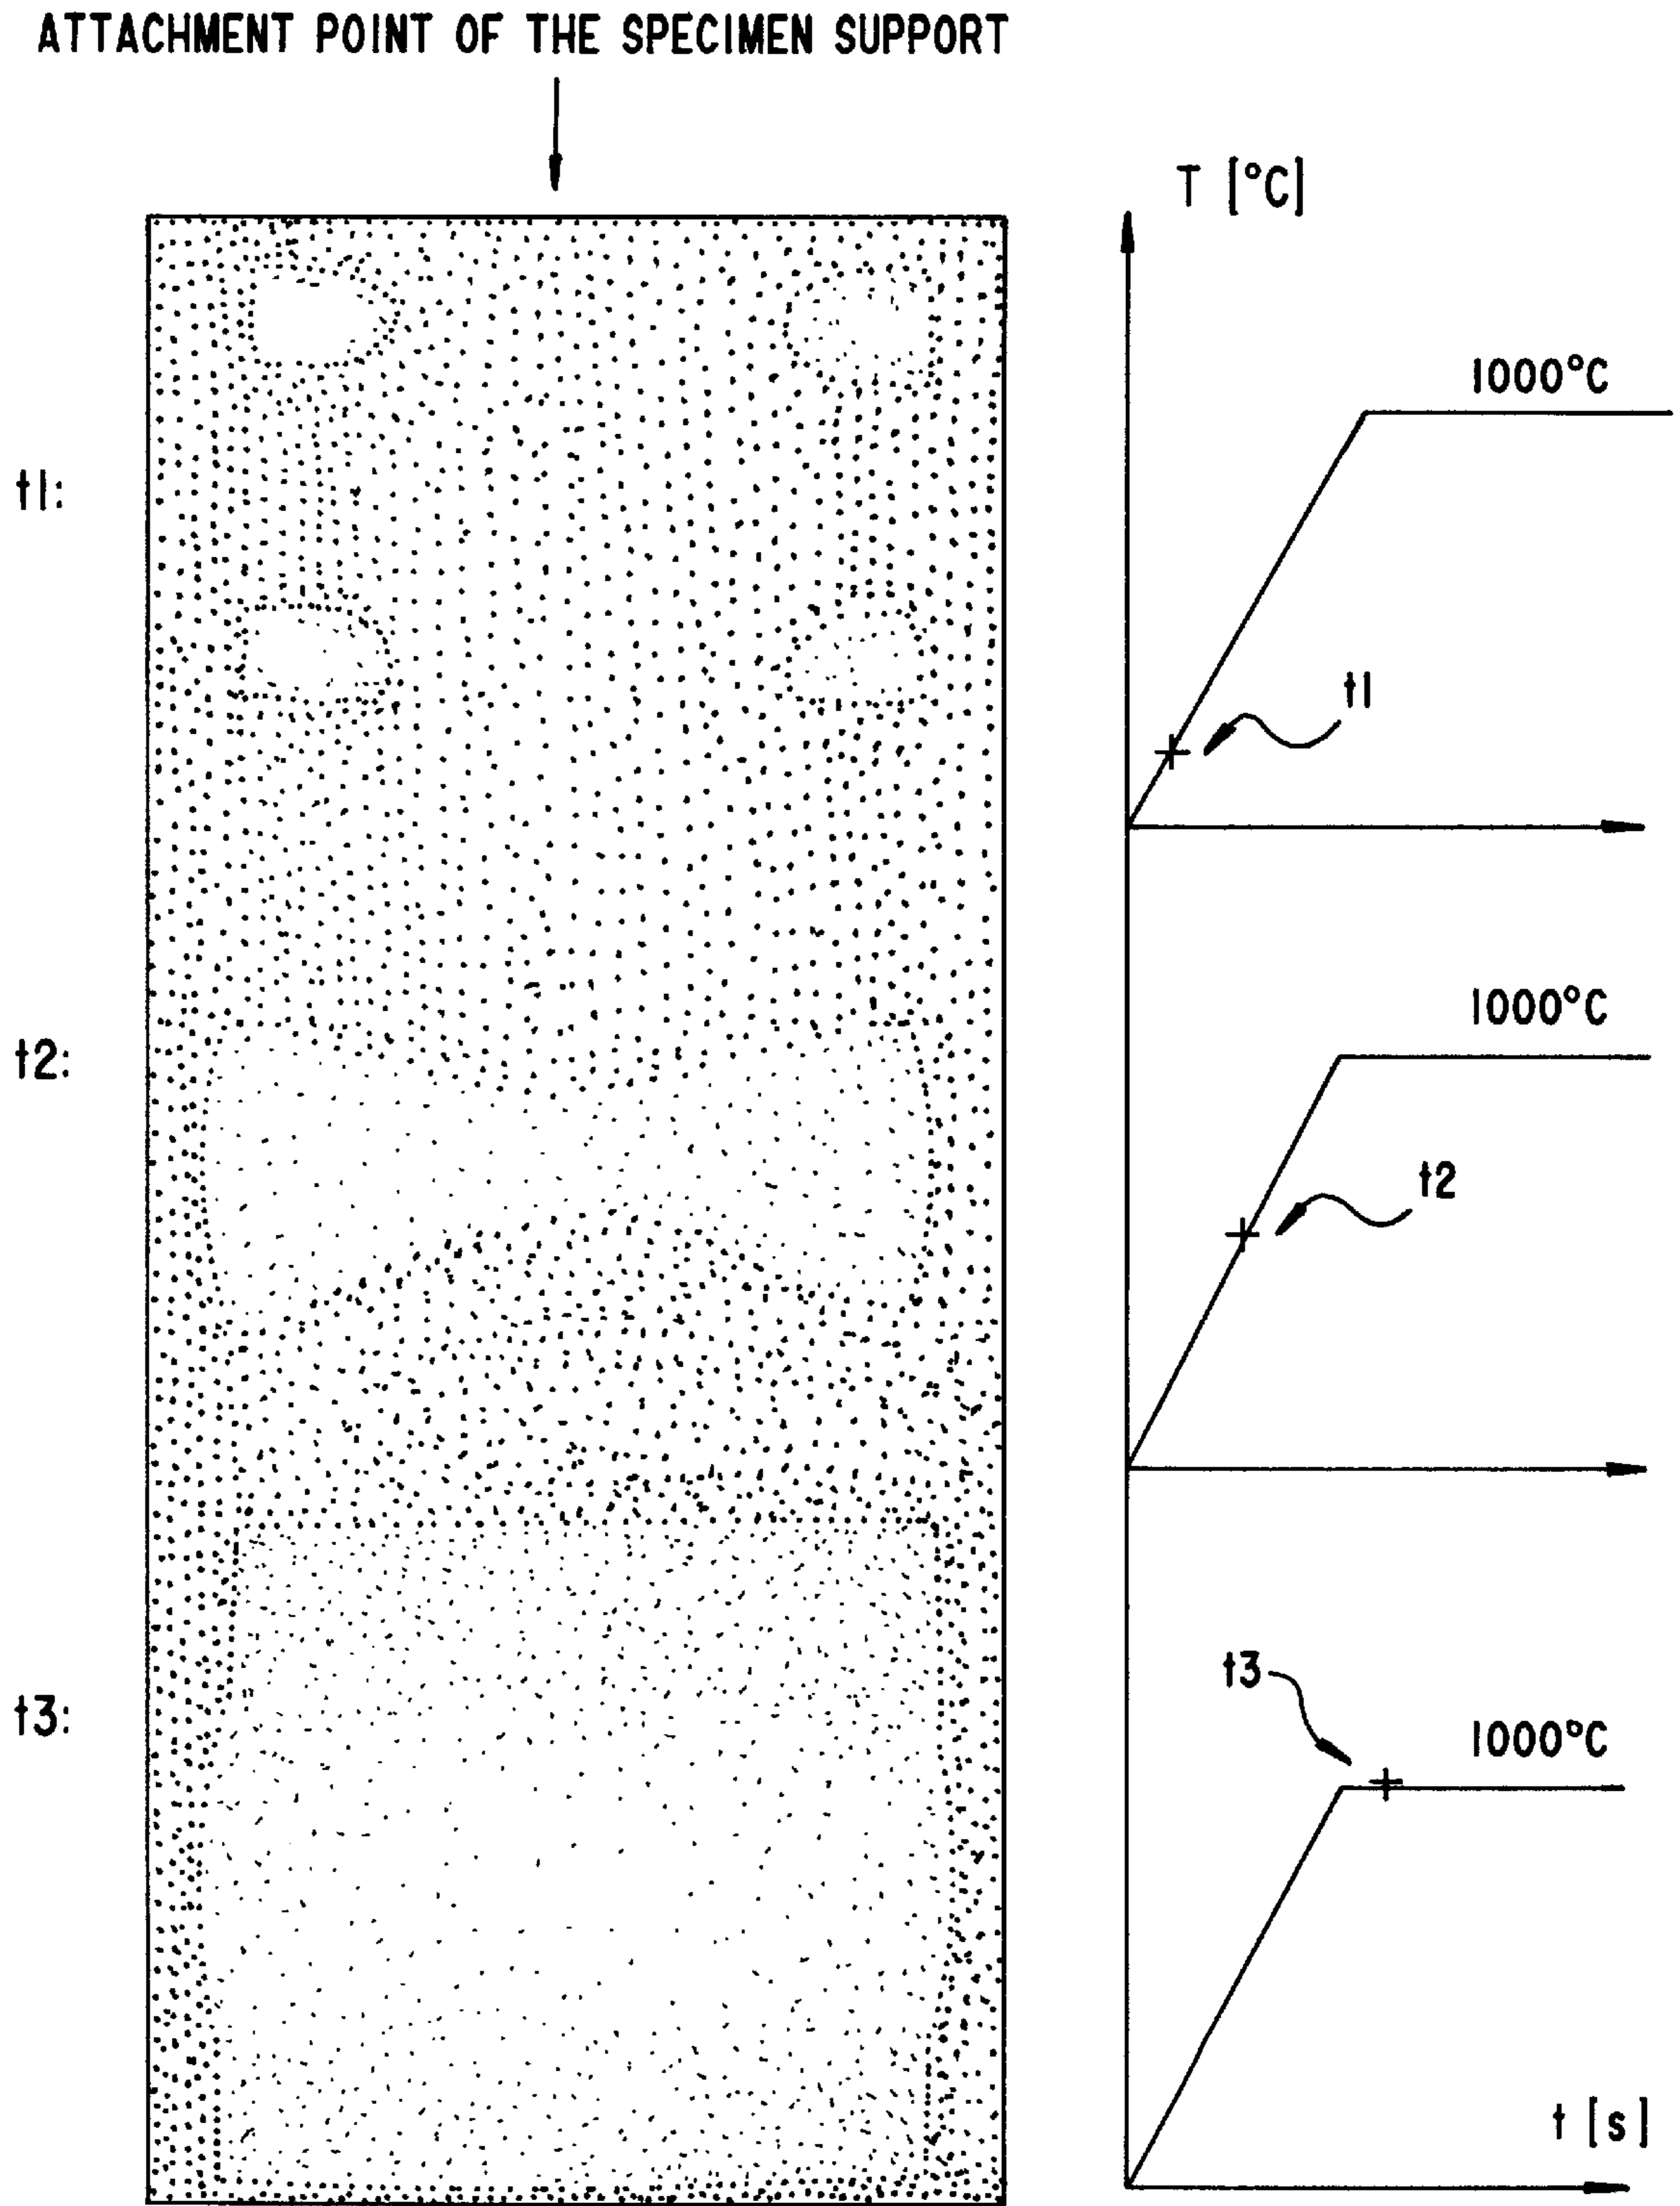 ATTACHMENT POINT OF THE SPECIMEN SUPPORT
T [°C]
1000°C
t1:
t1
1000°C
t2:
t2
t3
t3:
1000°C
t [s]